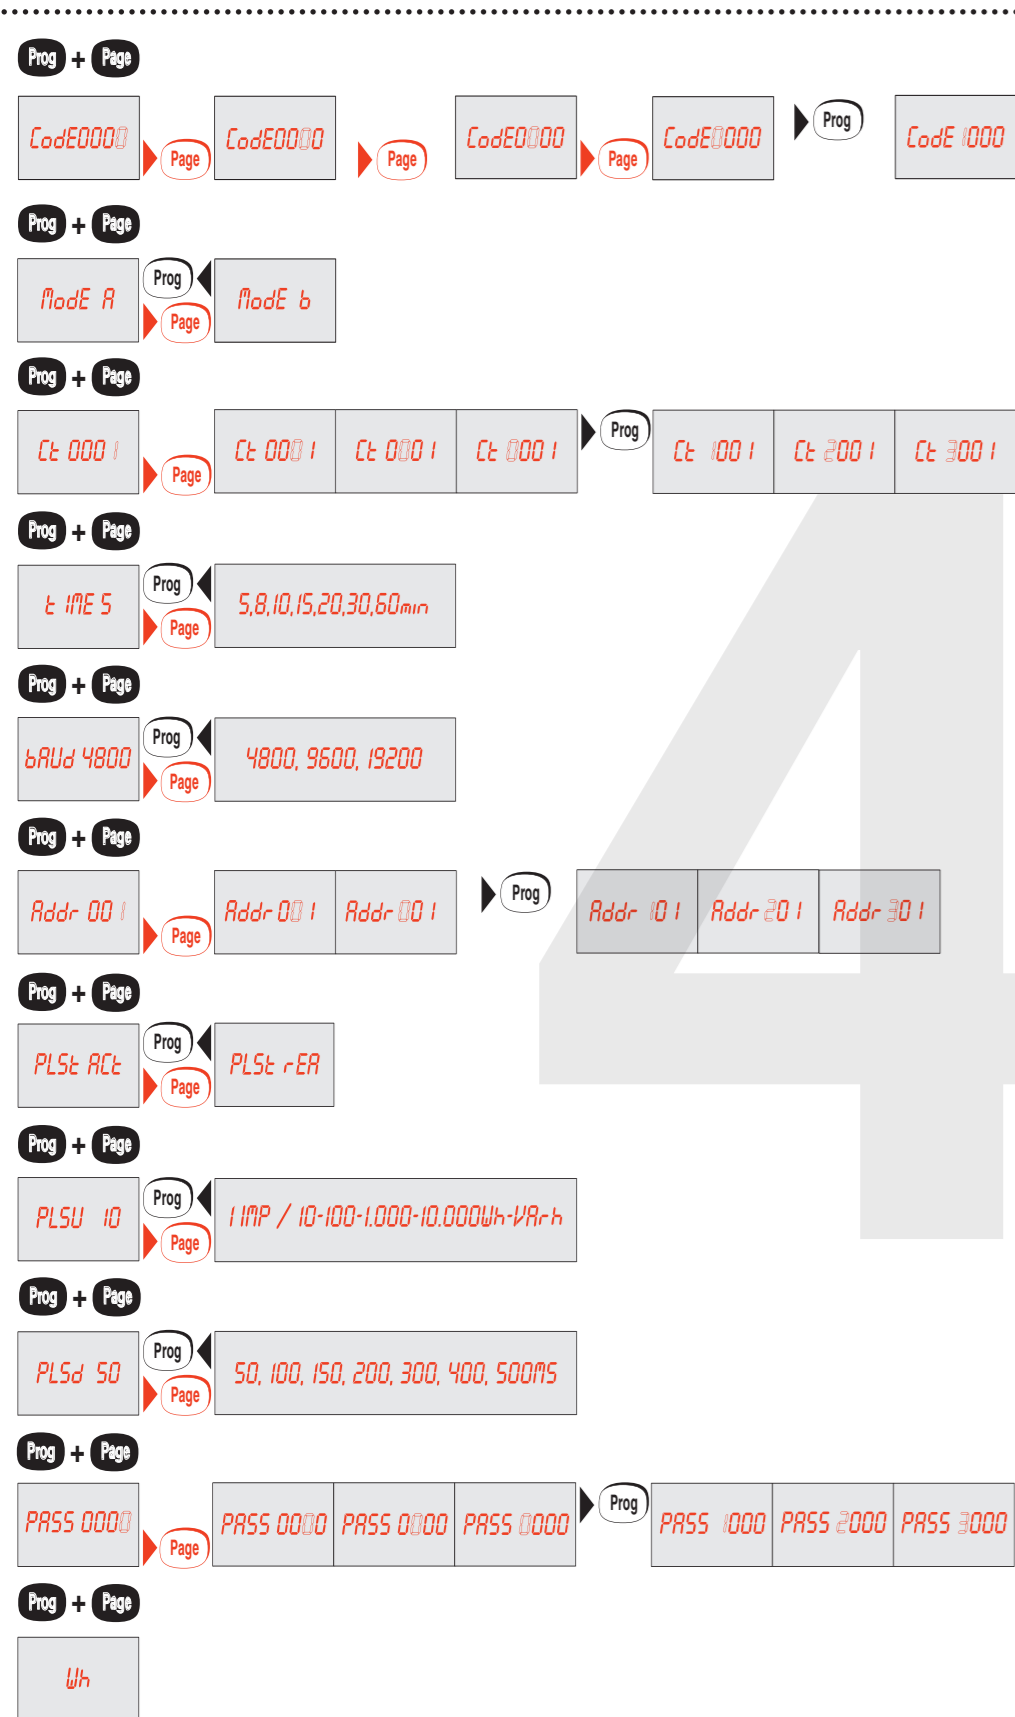 Prog + Page
CodE0000 Page CodE0000 Page CodE0000 Page CodE0000 Prog CodE 1000
Prog + Page
ModE A Prog Page ModE b
Prog + Page
Ct 0001 Page Ct 0001 Ct 0001 Ct 0001 Prog Ct 1001 Ct 2001 Ct 3001
Prog + Page
tIME 5 Prog Page 5,8,10,15,20,30,60min
Prog + Page
bAUd 4800 Prog Page 4800, 9600, 19200
Prog + Page
Addr 001 Page Addr 001 Addr 001 Prog Addr 101 Addr 201 Addr 301
Prog + Page
PLSt ACt Prog Page PLSt rEA
Prog + Page
PLSU 10 Prog Page 1 IMP / 10-100-1.000-10.000Wh-VArh
Prog + Page
PLSd 50 Prog Page 50, 100, 150, 200, 300, 400, 500MS
Prog + Page
PASS 0000 Page PASS 0000 PASS 0000 PASS 0000 Prog PASS 1000 PASS 2000 PASS 3000
Prog + Page
Wh
4